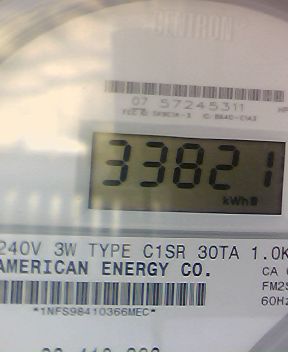 CENTRON
07 57245311
33821
kWh
240V 3W TYPE C1SR 30TA 1.0K
AMERICAN ENERGY CO.
CA
FM2S
60Hz
*1NFS98410366MEC*